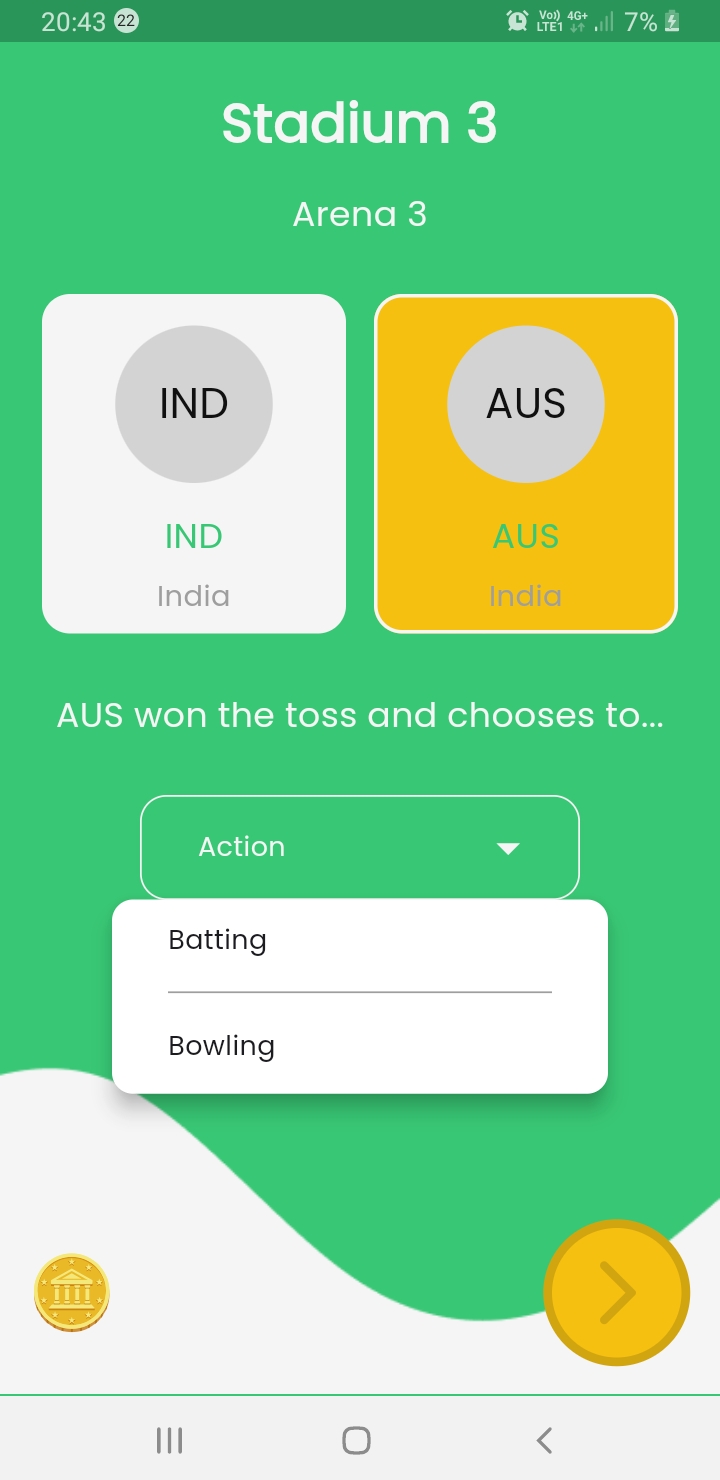 20:43 22 Vo)) LTE1 4G+ 7%
Stadium 3
Arena 3
IND AUS
IND AUS
India India
AUS won the toss and chooses to...
Action
Batting
Bowling